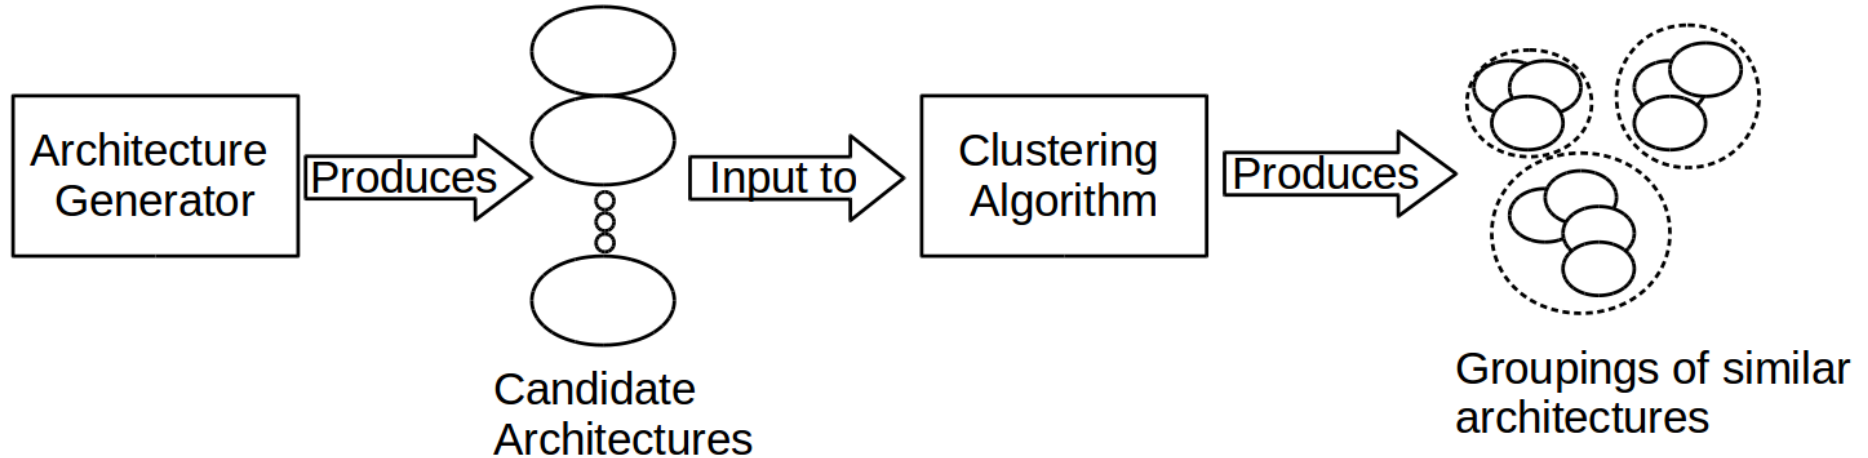 Architecture
Generator
Produces
Candidate
Architectures
Input to
Clustering
Algorithm
Produces
Groupings of similar
architectures